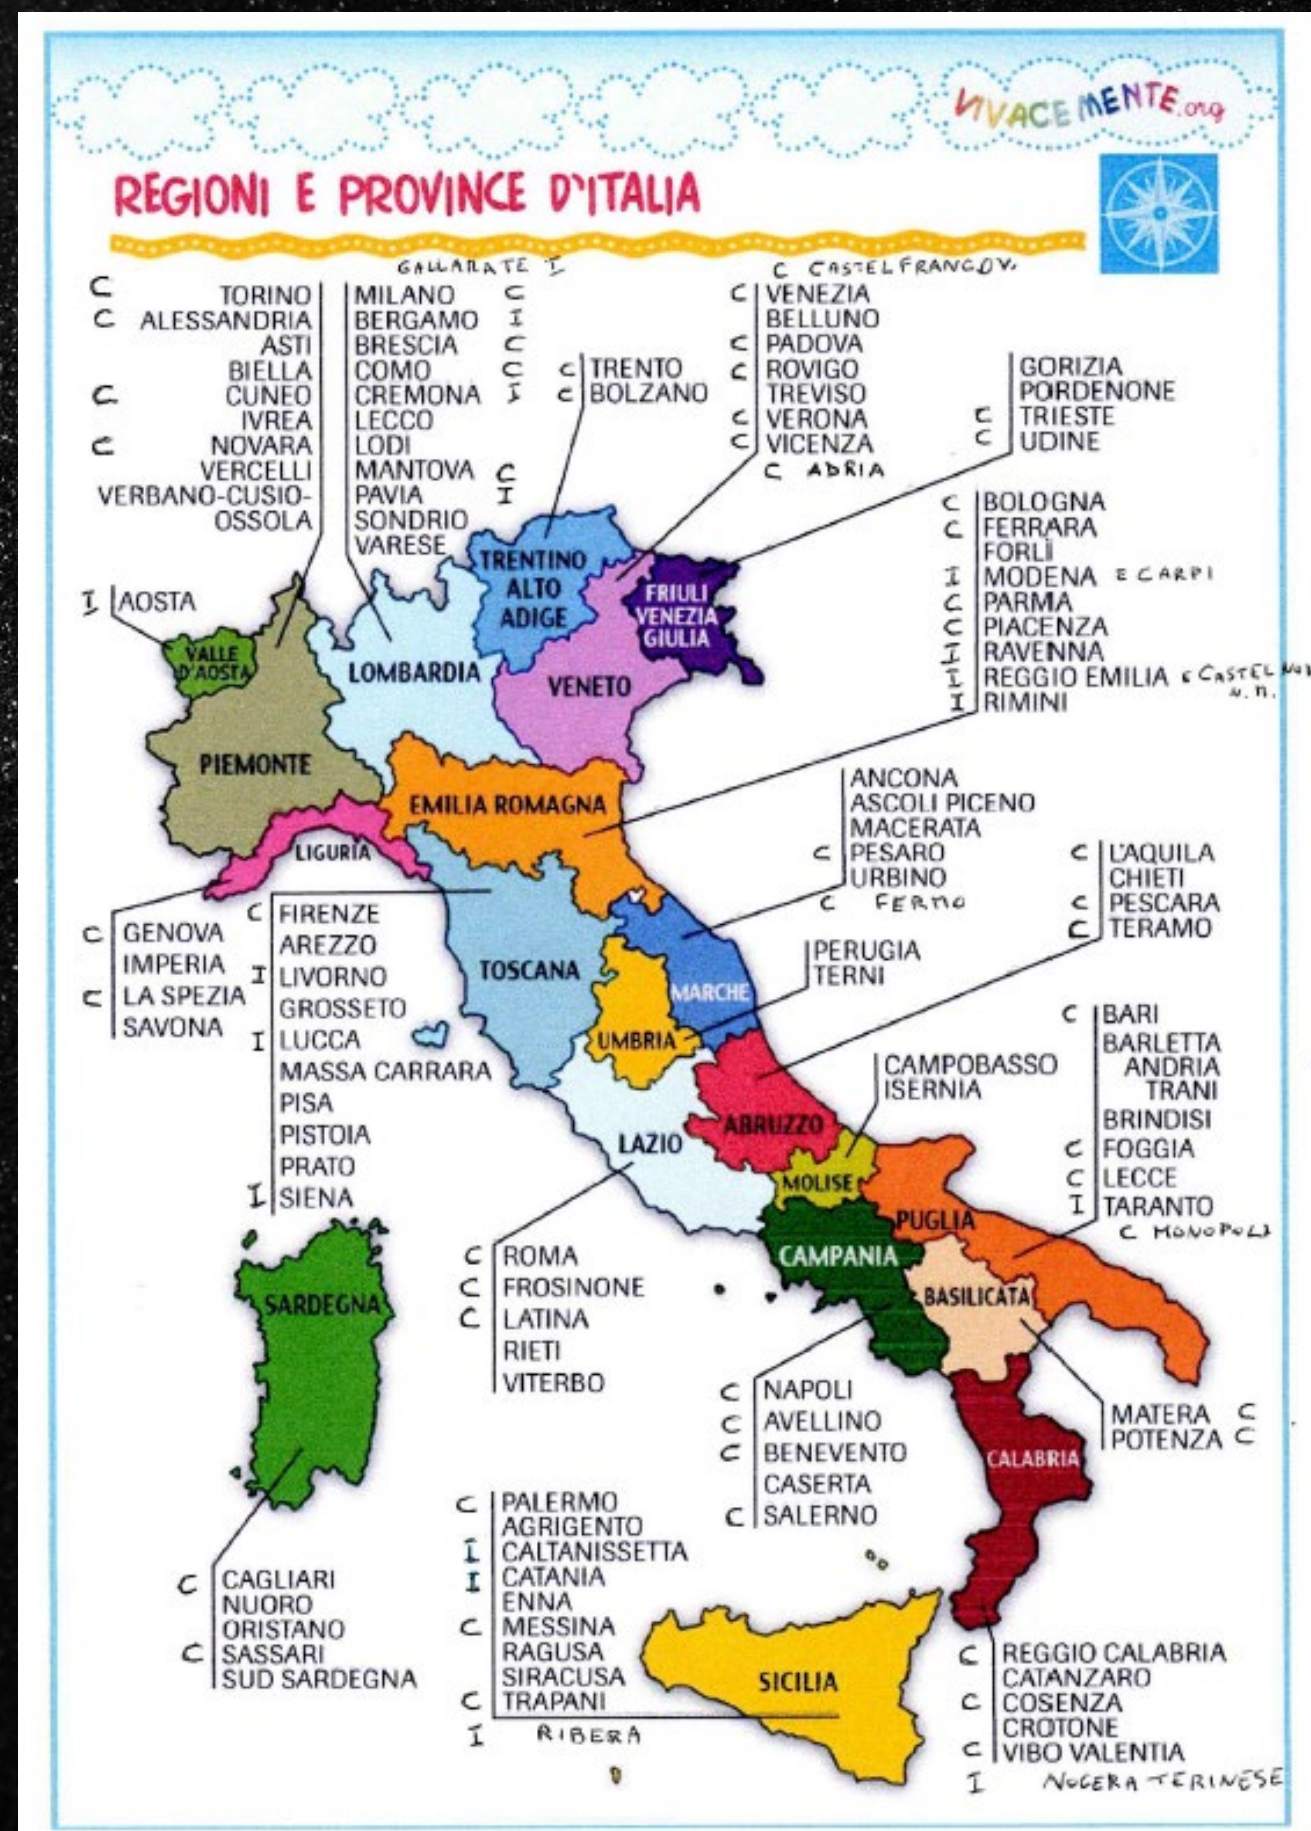 VIVACEMENTE.org
REGIONI E PROVINCE D'ITALIA
GALLARATE I
C CASTELFRANCO V.
C TORINO
C ALESSANDRIA
ASTI
BIELLA
C CUNEO
IVREA
C NOVARA
VERCELLI
VERBANO-CUSIO-
OSSOLA
MILANO C
BERGAMO I
BRESCIA C
COMO C
CREMONA I
LECCO
LODI
MANTOVA C
PAVIA I
SONDRIO
VARESE
C TRENTO
C BOLZANO
C VENEZIA
BELLUNO
C PADOVA
C ROVIGO
TREVISO
C VERONA
C VICENZA
C ADRIA
GORIZIA
PORDENONE
C TRIESTE
C UDINE
C BOLOGNA
C FERRARA
FORLÌ
I MODENA E CARPI
C PARMA
C PIACENZA
I RAVENNA
I REGGIO EMILIA E CASTELNOV
I RIMINI
I AOSTA
VALLE
D'AOSTA
PIEMONTE
LOMBARDIA
TRENTINO
ALTO
ADIGE
VENETO
FRIULI
VENEZIA
GIULIA
EMILIA ROMAGNA
LIGURIA
TOSCANA
UMBRIA
MARCHE
LAZIO
ABRUZZO
MOLISE
CAMPANIA
PUGLIA
BASILICATA
CALABRIA
SARDEGNA
SICILIA
ANCONA
ASCOLI PICENO
MACERATA
C PESARO
URBINO
C FERMO
C L'AQUILA
CHIETI
C PESCARA
C TERAMO
C GENOVA
IMPERIA
C LA SPEZIA
SAVONA
C FIRENZE
AREZZO
I LIVORNO
GROSSETO
I LUCCA
MASSA CARRARA
PISA
PISTOIA
PRATO
I SIENA
PERUGIA
TERNI
CAMPOBASSO
ISERNIA
C BARI
BARLETTA
ANDRIA
TRANI
BRINDISI
C FOGGIA
C LECCE
I TARANTO
C MONOPOLI
C ROMA
C FROSINONE
C LATINA
RIETI
VITERBO
C NAPOLI
C AVELLINO
C BENEVENTO
CASERTA
C SALERNO
MATERA C
POTENZA C
C CAGLIARI
NUORO
ORISTANO
C SASSARI
SUD SARDEGNA
C PALERMO
AGRIGENTO
I CALTANISSETTA
I CATANIA
ENNA
C MESSINA
RAGUSA
SIRACUSA
C TRAPANI
I RIBERA
C REGGIO CALABRIA
CATANZARO
C COSENZA
CROTONE
C VIBO VALENTIA
I NOCERA TERINESE